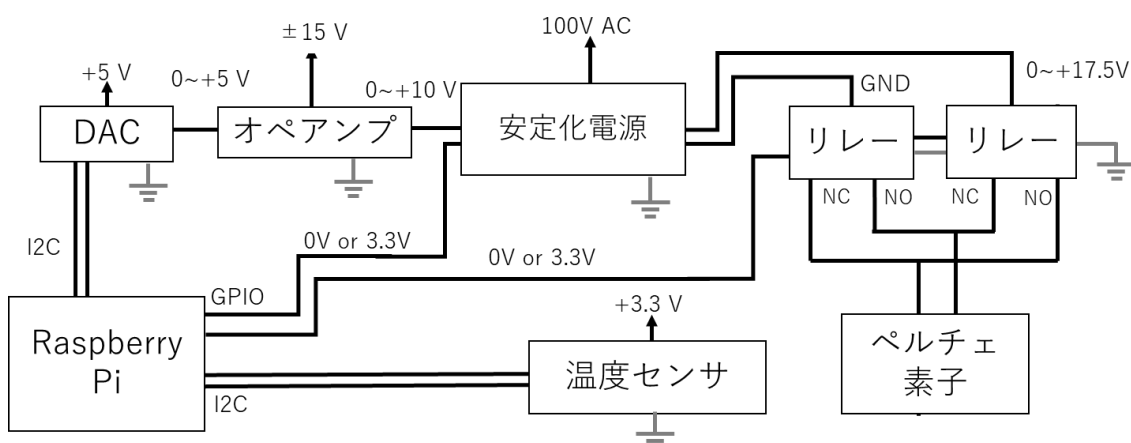 100V AC
±15 V
+5 V
0~+5 V
0~+10 V
GND
0~+17.5V
DAC
オペアンプ
安定化電源
リレー
リレー
NC
NO
NC
NO
I2C
0V or 3.3V
0V or 3.3V
GPIO
+3.3 V
Raspberry
Pi
温度センサ
ペルチェ
素子
I2C